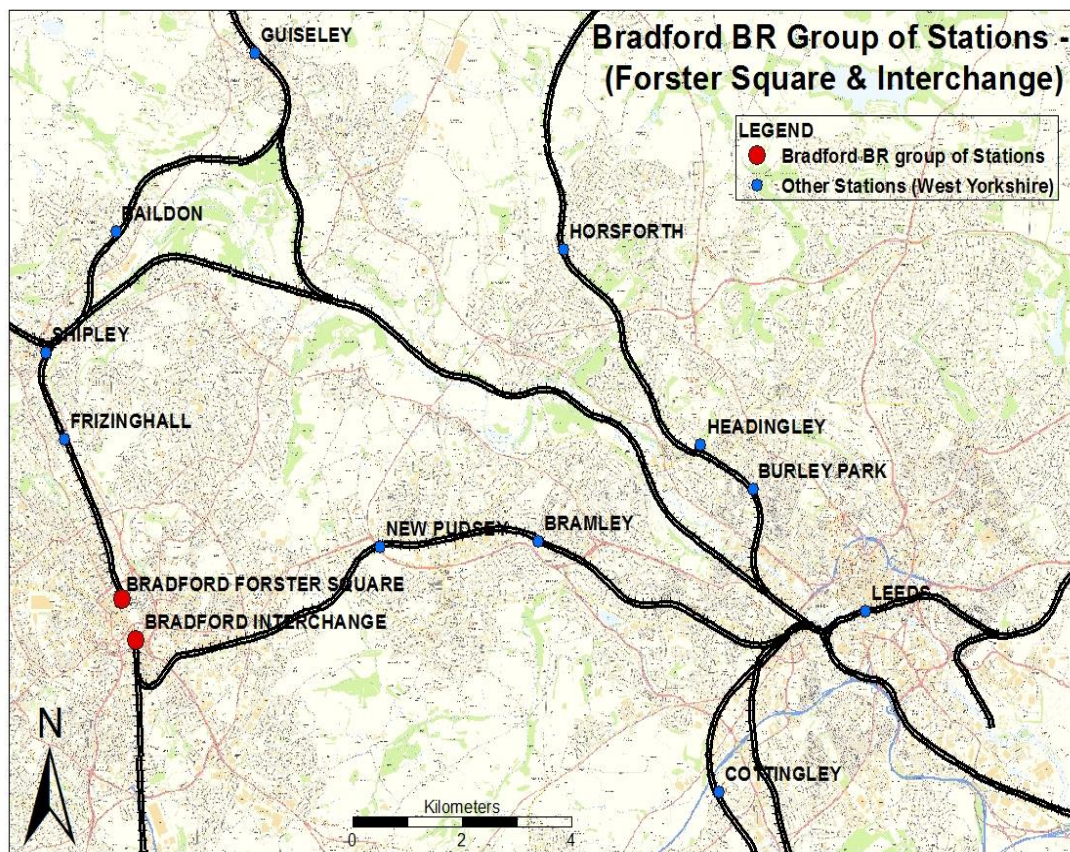 Bradford BR Group of Stations -
(Forster Square & Interchange)
GUISELEY
LEGEND
Bradford BR group of Stations
Other Stations (West Yorkshire)
BAILDON
HORSFORTH
SHIPLEY
FRIZINGHALL
HEADINGLEY
BURLEY PARK
NEW PUDSEY
BRAMLEY
BRADFORD FORSTER SQUARE
LEEDS
BRADFORD INTERCHANGE
N
COTTINGLEY
Kilometers
0 2 4